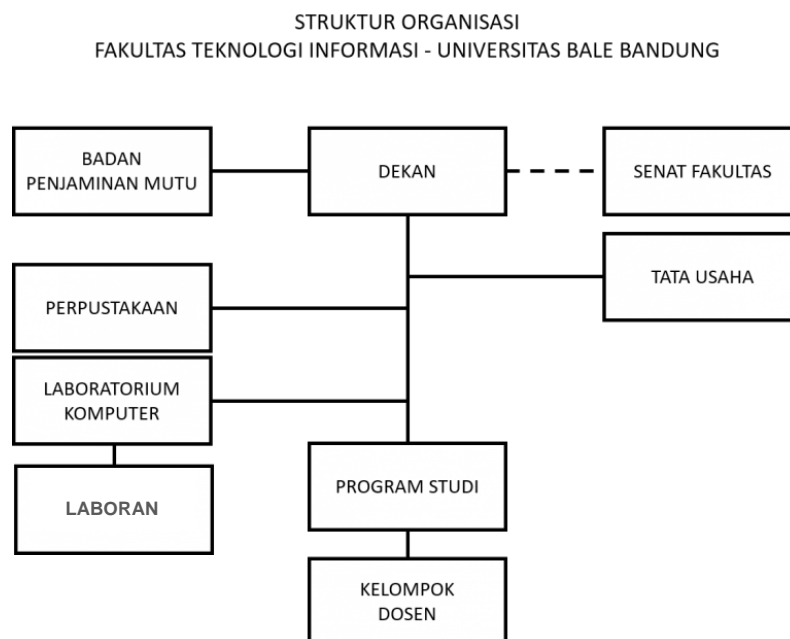 STRUKTUR ORGANISASI
FAKULTAS TEKNOLOGI INFORMASI - UNIVERSITAS BALE BANDUNG
BADAN
PENJAMINAN MUTU
DEKAN
SENAT FAKULTAS
TATA USAHA
PERPUSTAKAAN
LABORATORIUM
KOMPUTER
LABORAN
PROGRAM STUDI
KELOMPOK
DOSEN